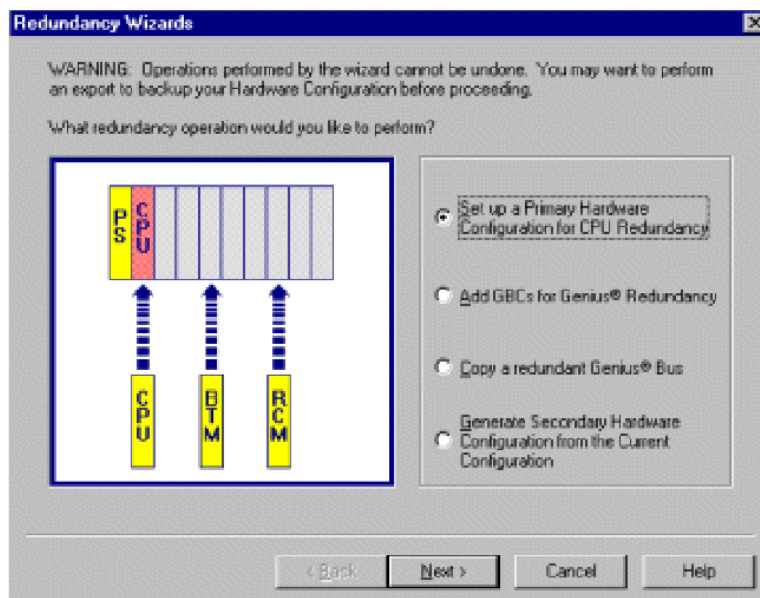 Redundancy Wizards
WARNING: Operations performed by the wizard cannot be undone. You may want to perform
an export to backup your Hardware Configuration before proceeding.
What redundancy operation would you like to perform?
PS
CPU
CPU
BTM
RCM
Set up a Primary Hardware
Configuration for CPU Redundancy
Add GBCs for Genius® Redundancy
Copy a redundant Genius® Bus
Generate Secondary Hardware
Configuration from the Current
Configuration
< Back
Next >
Cancel
Help